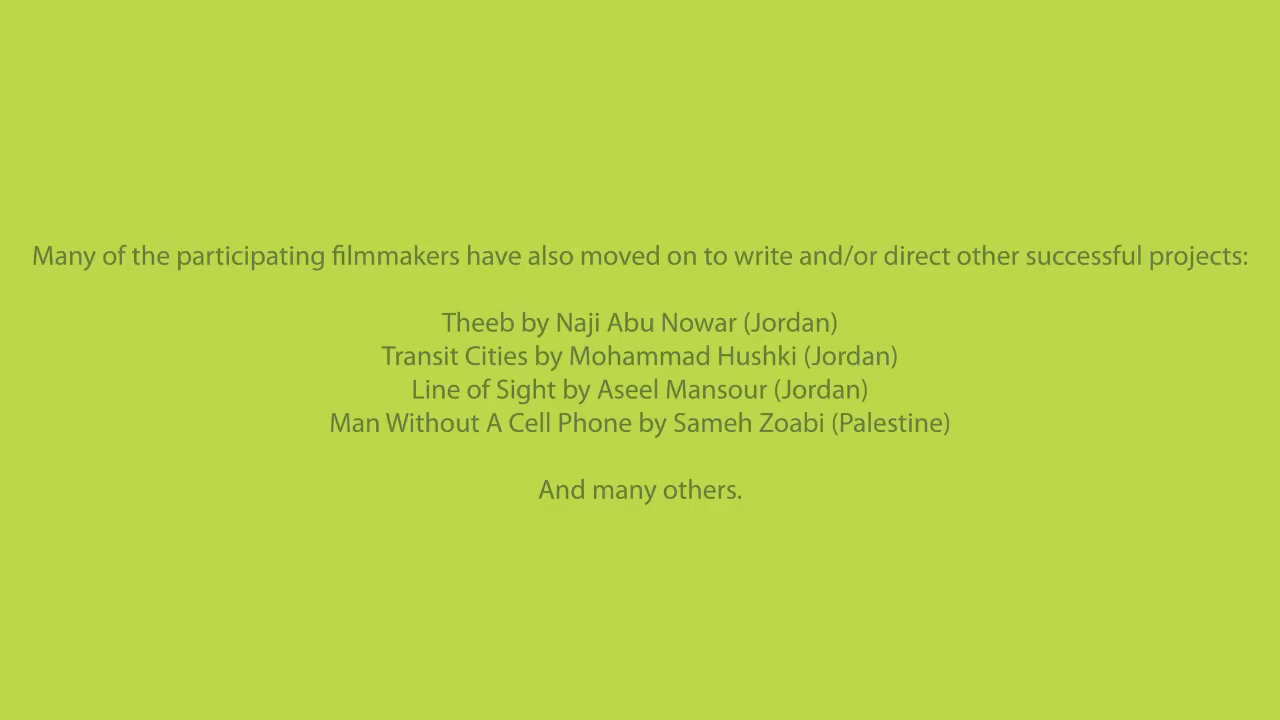 Many of the participating filmmakers have also moved on to write and/or direct other successful projects:
Theeb by Naji Abu Nowar (Jordan)
Transit Cities by Mohammad Hushki (Jordan)
Line of Sight by Aseel Mansour (Jordan)
Man Without A Cell Phone by Sameh Zoabi (Palestine)
And many others.